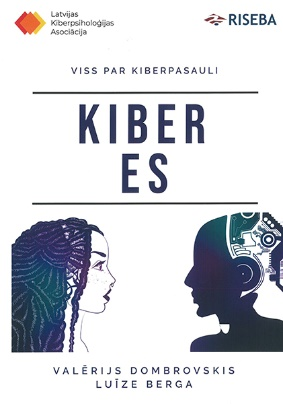 Latvijas
Kiberpsiholoģijas
Asociācija
RISEBA
VISS PAR KIBERPASAULI
KIBER
ES
VALĒRIJS DOMBROVSKIS
LUĪZE BERGA